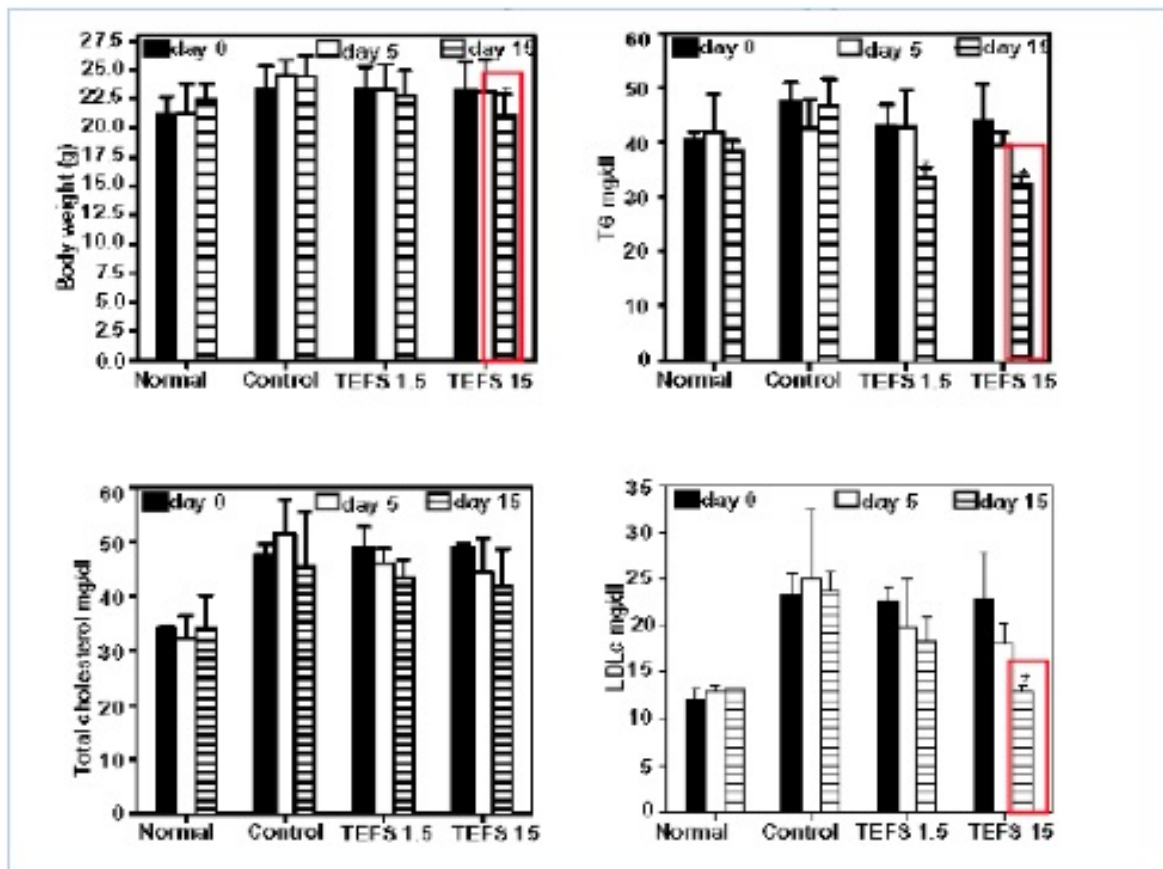 Body weight (g)
27.5
25.0
22.5
20.0
17.5
15.0
12.5
10.0
7.5
5.0
2.5
0.0
day 0 day 5 day 15
Normal Control TEFS 1.5 TEFS 15
TG mg/dl
60
50
40
30
20
10
0
day 0 day 5 day 15
Normal Control TEFS 1.5 TEFS 15
Total cholesterol mg/dl
60
50
40
30
20
10
0
day 0 day 5 day 15
Normal Control TEFS 1.5 TEFS 15
LDLc mg/dl
35
30
25
20
15
10
5
0
day 0 day 5 day 15
Normal Control TEFS 1.5 TEFS 15